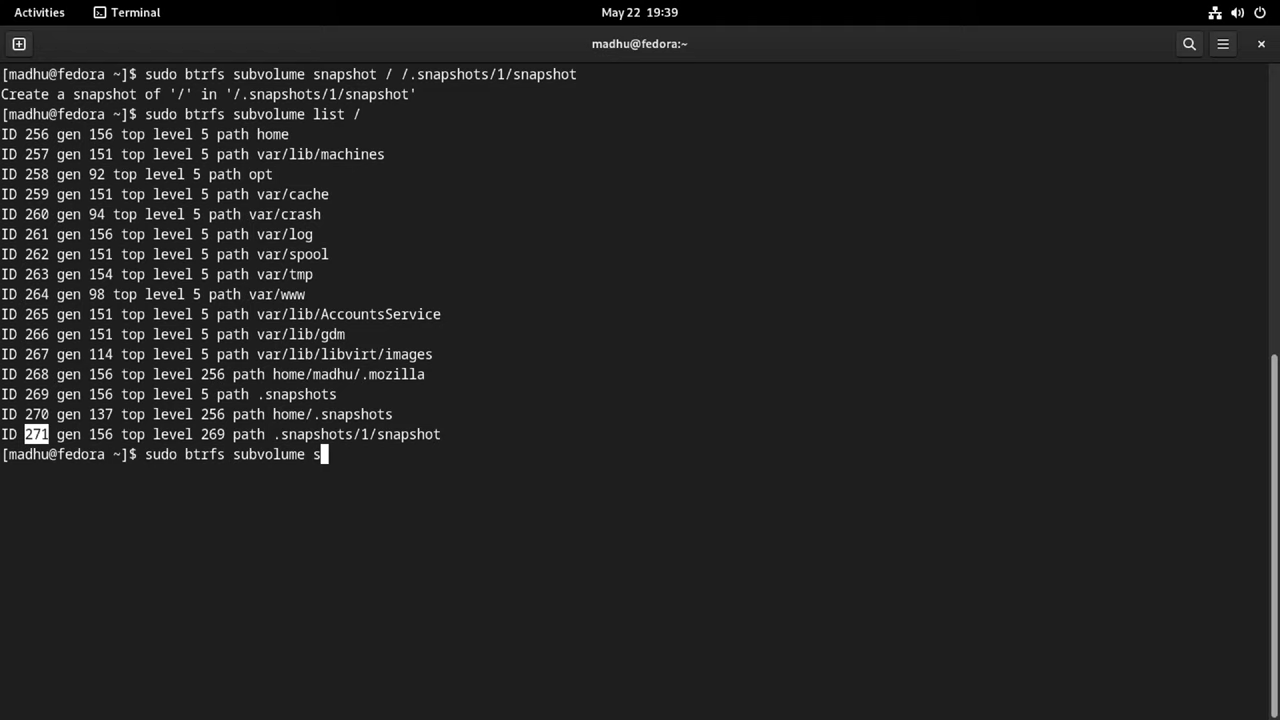 Activities Terminal May 22 19:39
madhu@fedora:~
[madhu@fedora ~]$ sudo btrfs subvolume snapshot / /.snapshots/1/snapshot
Create a snapshot of '/' in '/.snapshots/1/snapshot'
[madhu@fedora ~]$ sudo btrfs subvolume list /
ID 256 gen 156 top level 5 path home
ID 257 gen 151 top level 5 path var/lib/machines
ID 258 gen 92 top level 5 path opt
ID 259 gen 151 top level 5 path var/cache
ID 260 gen 94 top level 5 path var/crash
ID 261 gen 156 top level 5 path var/log
ID 262 gen 151 top level 5 path var/spool
ID 263 gen 154 top level 5 path var/tmp
ID 264 gen 98 top level 5 path var/www
ID 265 gen 151 top level 5 path var/lib/AccountsService
ID 266 gen 151 top level 5 path var/lib/gdm
ID 267 gen 114 top level 5 path var/lib/libvirt/images
ID 268 gen 156 top level 256 path home/madhu/.mozilla
ID 269 gen 156 top level 5 path .snapshots
ID 270 gen 137 top level 256 path home/.snapshots
ID 271 gen 156 top level 269 path .snapshots/1/snapshot
[madhu@fedora ~]$ sudo btrfs subvolume s